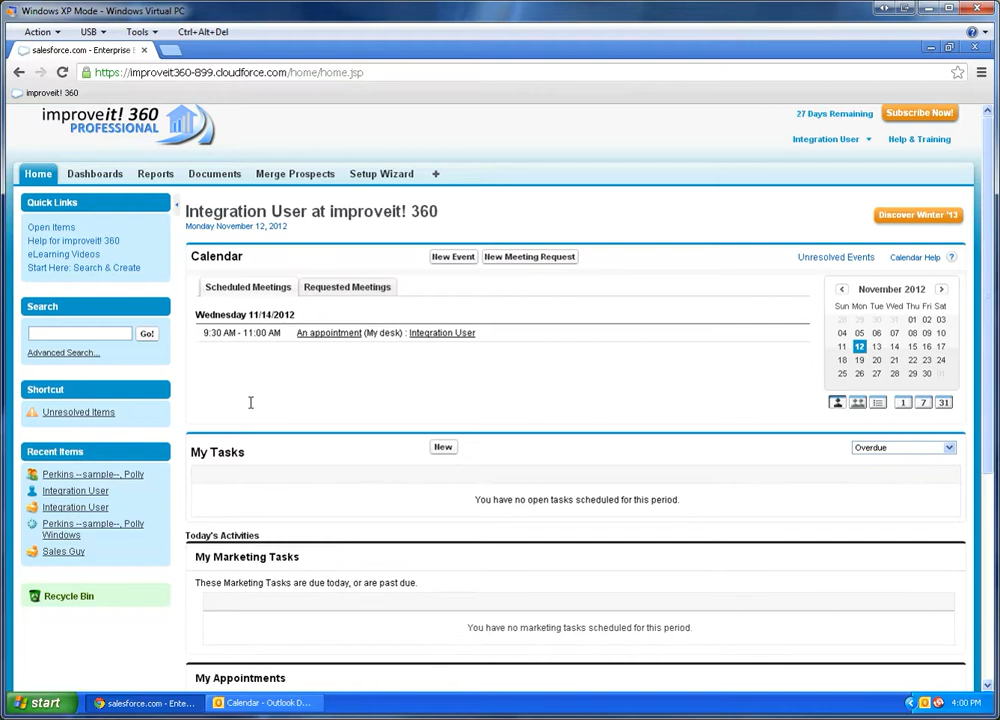 Windows XP Mode - Windows Virtual PC
Action USB Tools Ctrl+Alt+Del
salesforce.com - Enterprise E
https://improveit360-899.cloudforce.com/home/home.jsp
improveit! 360
improveit! 360
PROFESSIONAL
27 Days Remaining Subscribe Now!
Integration User Help & Training
Home Dashboards Reports Documents Merge Prospects Setup Wizard +
Quick Links
Open Items
Help for improveit! 360
eLearning Videos
Start Here: Search & Create
Search
Go!
Advanced Search...
Shortcut
Unresolved Items
Recent Items
Perkins --sample--, Polly
Integration User
Integration User
Perkins --sample--, Polly
Windows
Sales Guy
Recycle Bin
Integration User at improveit! 360
Monday November 12, 2012
Discover Winter '13
Calendar New Event New Meeting Request Unresolved Events Calendar Help ?
Scheduled Meetings Requested Meetings
Wednesday 11/14/2012
9:30 AM - 11:00 AM An appointment (My desk) : Integration User
November 2012
Sun Mon Tue Wed Thu Fri Sat
28 29 30 31 01 02 03
04 05 06 07 08 09 10
11 12 13 14 15 16 17
18 19 20 21 22 23 24
25 26 27 28 29 30 01
1 7 31
My Tasks New Overdue
You have no open tasks scheduled for this period.
Today's Activities
My Marketing Tasks
These Marketing Tasks are due today, or are past due.
You have no marketing tasks scheduled for this period.
My Appointments
start salesforce.com - Ente... Calendar - Outlook D... 4:00 PM